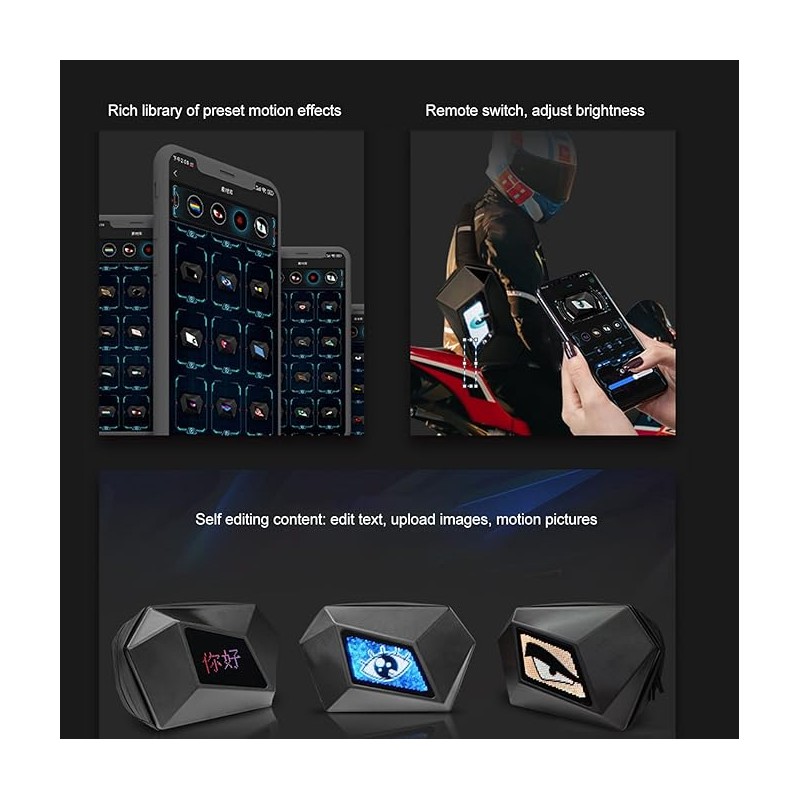 Rich library of preset motion effects
Remote switch, adjust brightness
Self editing content: edit text, upload images, motion pictures
你好